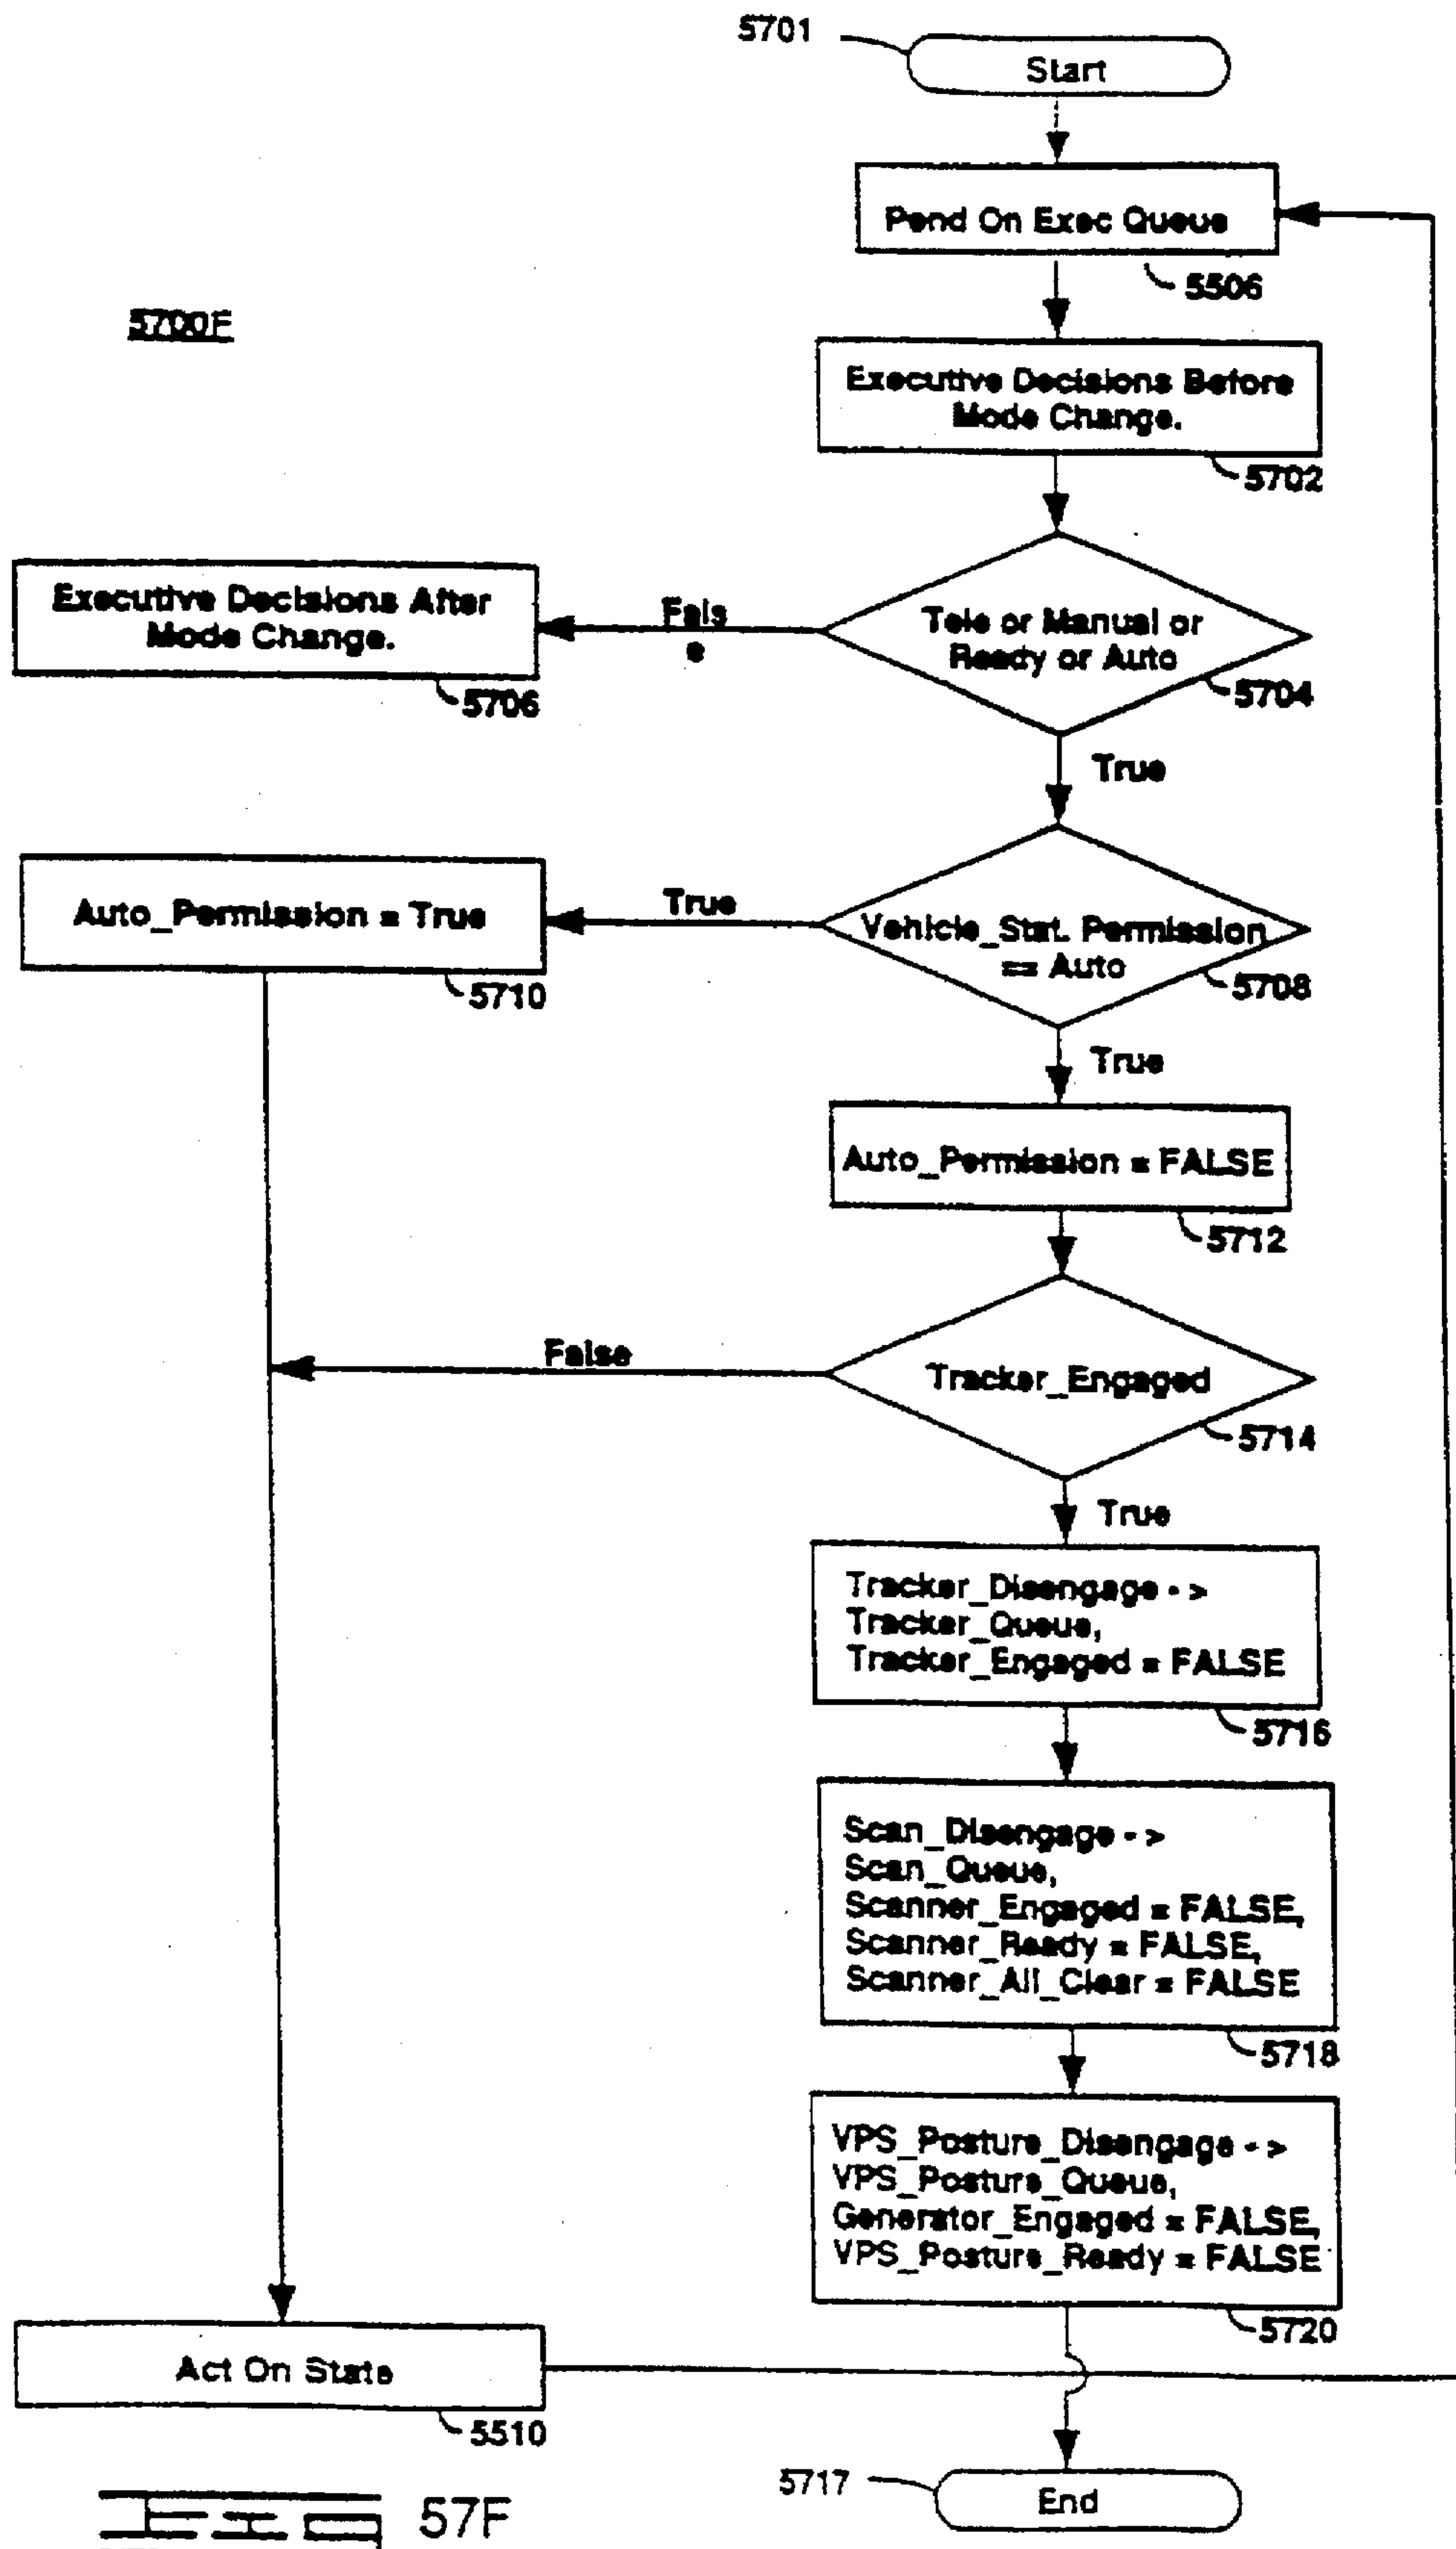 5701
Start
Pend On Exec Queue
5506
5700F
Executive Decisions Before
Mode Change.
5702
Executive Decisions After
Mode Change.
5706
Fals
e
Tele or Manual or
Ready or Auto
5704
True
Auto_Permission = True
5710
True
Vehicle_Stat. Permission
== Auto
5708
True
Auto_Permission = FALSE
5712
False
Tracker_Engaged
5714
True
Tracker_Disengage - >
Tracker_Queue,
Tracker_Engaged = FALSE
5716
Scan_Disengage - >
Scan_Queue,
Scanner_Engaged = FALSE,
Scanner_Ready = FALSE,
Scanner_All_Clear = FALSE
5718
VPS_Posture_Disengage - >
VPS_Posture_Queue,
Generator_Engaged = FALSE,
VPS_Posture_Ready = FALSE
5720
Act On State
5510
5717
End
FIG 57F